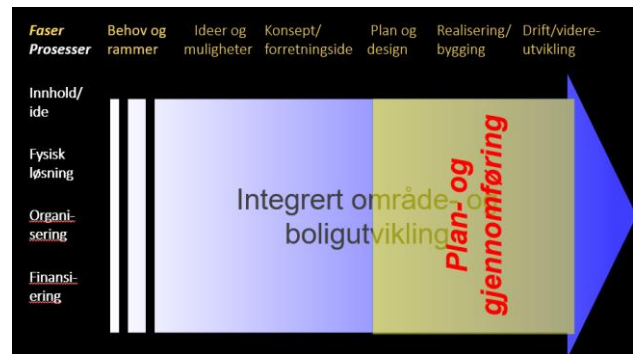 Faser
Prosesser
Behov og
rammer
Ideer og
muligheter
Konsept/
forretningside
Plan og
design
Realisering/
bygging
Drift/videre-
utvikling
Innhold/
ide
Fysisk
løsning
Organi-
sering
Finansi-
ering
Integrert område- og
boligutvikling
Plan- og
gjennomføring